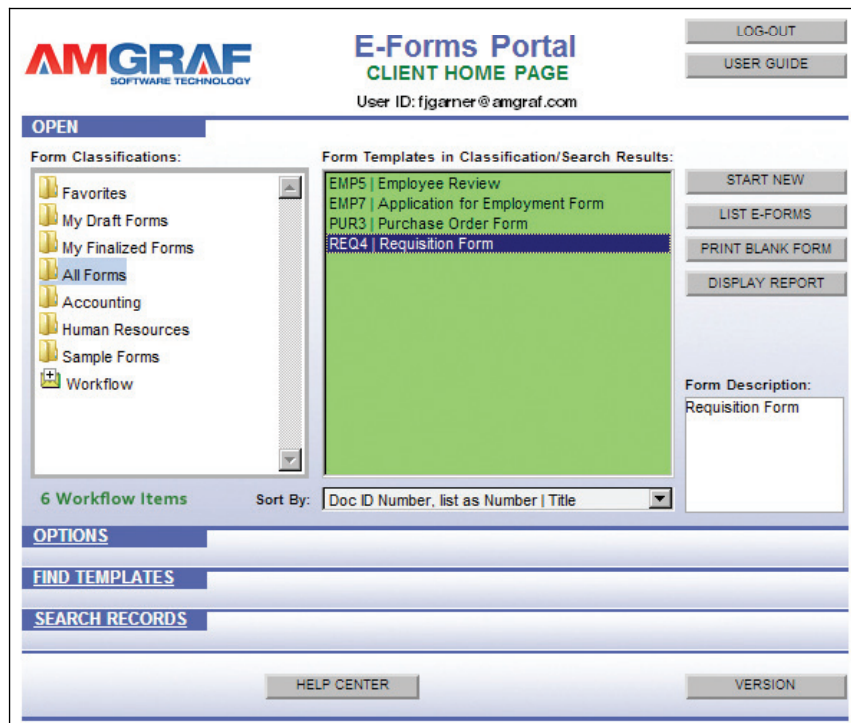 AMGRAF
SOFTWARE TECHNOLOGY
E-Forms Portal
CLIENT HOME PAGE
User ID: fjgarner@amgraf.com
LOG-OUT
USER GUIDE
OPEN
Form Classifications:
Favorites
My Draft Forms
My Finalized Forms
All Forms
Accounting
Human Resources
Sample Forms
Workflow
6 Workflow Items
Form Templates in Classification/Search Results:
EMP5 | Employee Review
EMP7 | Application for Employment Form
PUR3 | Purchase Order Form
REQ4 | Requisition Form
Sort By: Doc ID Number, list as Number | Title
START NEW
LIST E-FORMS
PRINT BLANK FORM
DISPLAY REPORT
Form Description:
Requisition Form
OPTIONS
FIND TEMPLATES
SEARCH RECORDS
HELP CENTER
VERSION